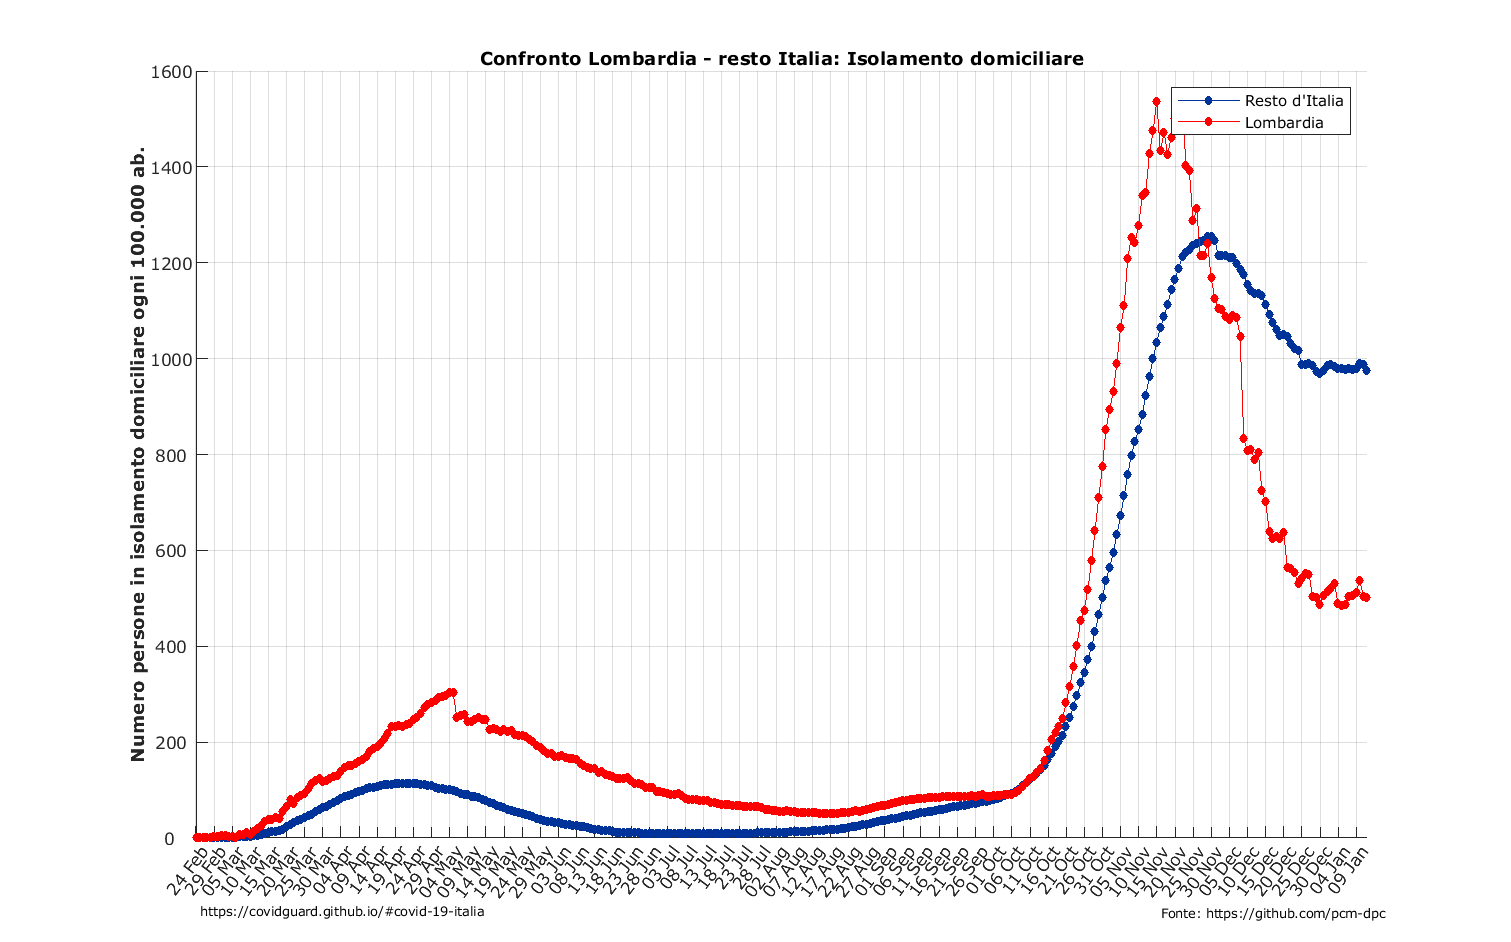 Confronto Lombardia - resto Italia: Isolamento domiciliare
Numero persone in isolamento domiciliare ogni 100.000 ab.
1600
1400
1200
1000
800
600
400
200
0
Resto d'Italia
Lombardia
24 Feb
29 Feb
05 Mar
10 Mar
15 Mar
20 Mar
25 Mar
30 Mar
04 Apr
09 Apr
14 Apr
19 Apr
24 Apr
29 Apr
04 May
09 May
14 May
19 May
24 May
29 May
03 Jun
08 Jun
13 Jun
18 Jun
23 Jun
28 Jun
03 Jul
08 Jul
13 Jul
18 Jul
23 Jul
28 Jul
02 Aug
07 Aug
12 Aug
17 Aug
22 Aug
27 Aug
01 Sep
06 Sep
11 Sep
16 Sep
21 Sep
26 Sep
01 Oct
06 Oct
11 Oct
16 Oct
21 Oct
26 Oct
31 Oct
05 Nov
10 Nov
15 Nov
20 Nov
25 Nov
30 Nov
05 Dec
10 Dec
15 Dec
20 Dec
25 Dec
30 Dec
04 Jan
09 Jan
https://covidguard.github.io/#covid-19-italia
Fonte: https://github.com/pcm-dpc